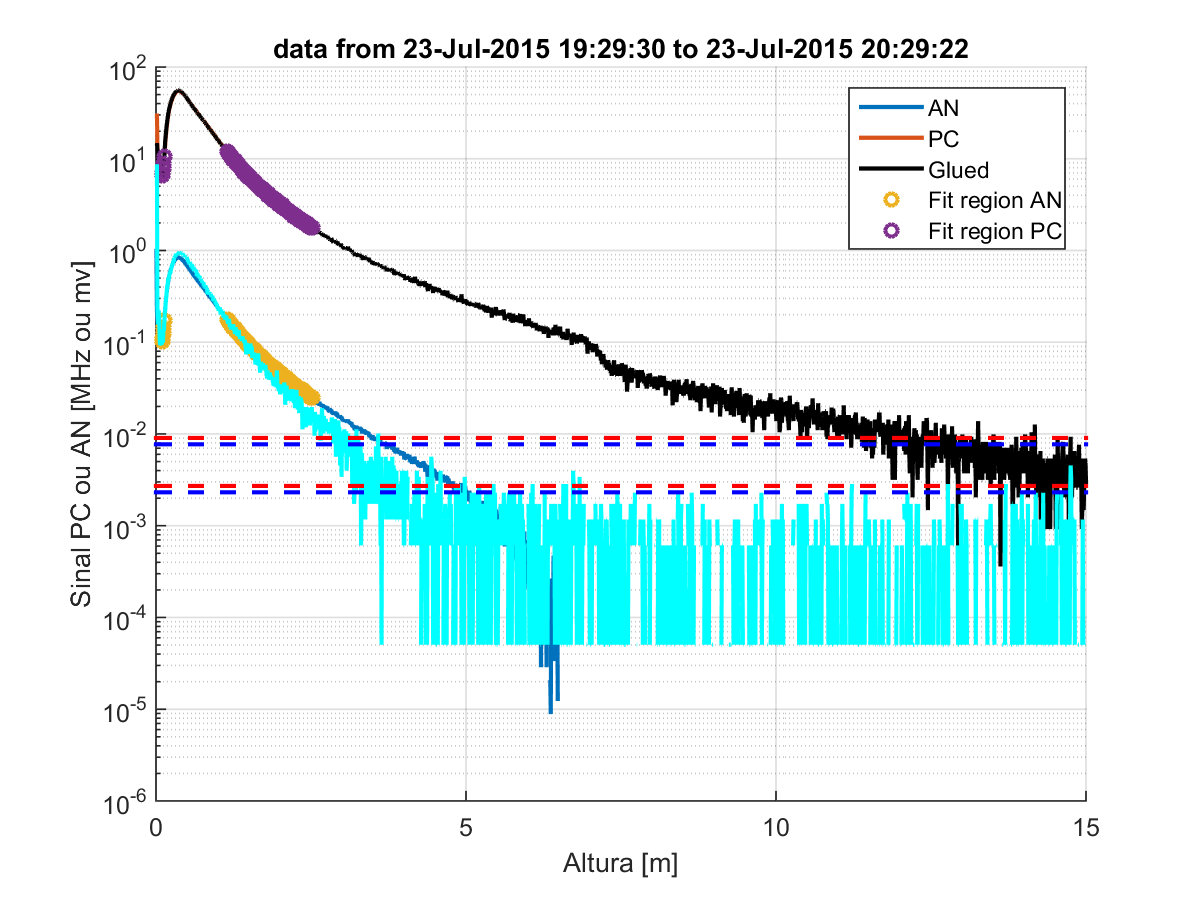 data from 23-Jul-2015 19:29:30 to 23-Jul-2015 20:29:22
AN
PC
Glued
Fit region AN
Fit region PC
Sinal PC ou AN [MHz ou mv]
10^2
10^1
10^0
10^-1
10^-2
10^-3
10^-4
10^-5
10^-6
0 5 10 15
Altura [m]